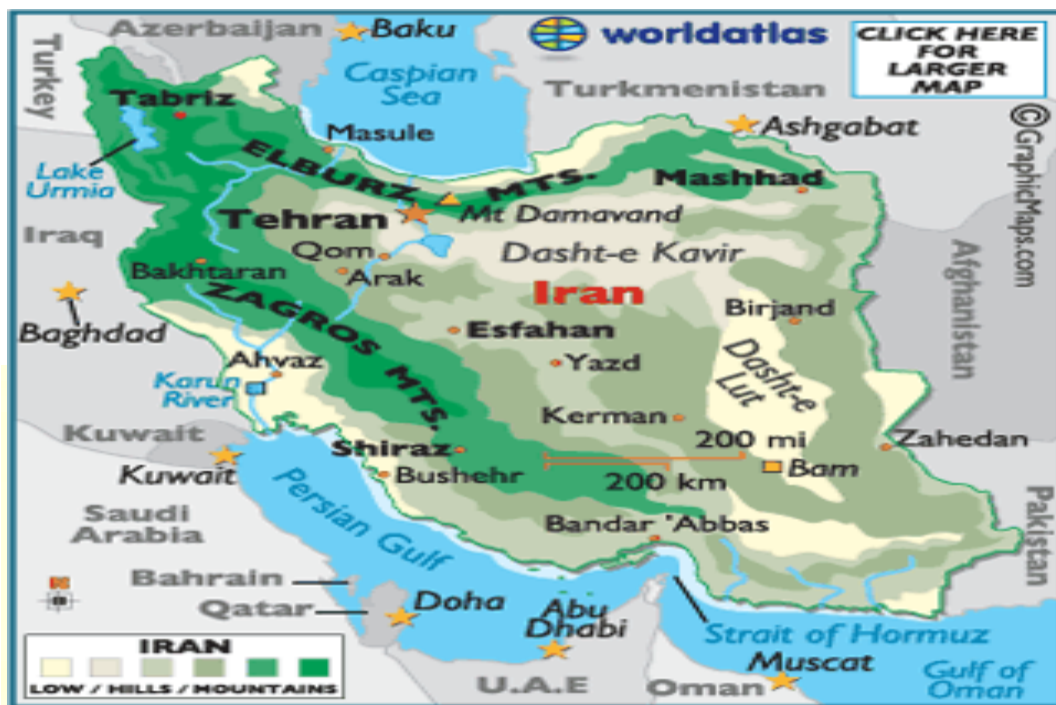 Azerbaijan
Baku
worldatlas
CLICK HERE
FOR
LARGER
MAP
Turkey
Caspian
Sea
Turkmenistan
Tabriz
Masule
Ashgabat
©GraphicMaps.com
Lake
Urmia
ELBURZ
MTS.
Mashhad
Tehran
Mt Damavand
Iraq
Qom
Dasht-e Kavir
Bakhtaran
Arak
Iran
Afghanistan
Baghdad
ZAGROS MTS.
Esfahan
Birjand
Ahvaz
Yazd
Dasht-e
Lut
Karun
River
Kerman
Kuwait
200 mi
Zahedan
Kuwait
Shiraz
Bushehr
200 km
Bam
Saudi
Arabia
Persian Gulf
Bandar 'Abbas
Pakistan
Bahrain
Qatar
Doha
Abu
Dhabi
Strait of Hormuz
IRAN
LOW / HILLS / MOUNTAINS
U.A.E
Oman
Muscat
Gulf of
Oman